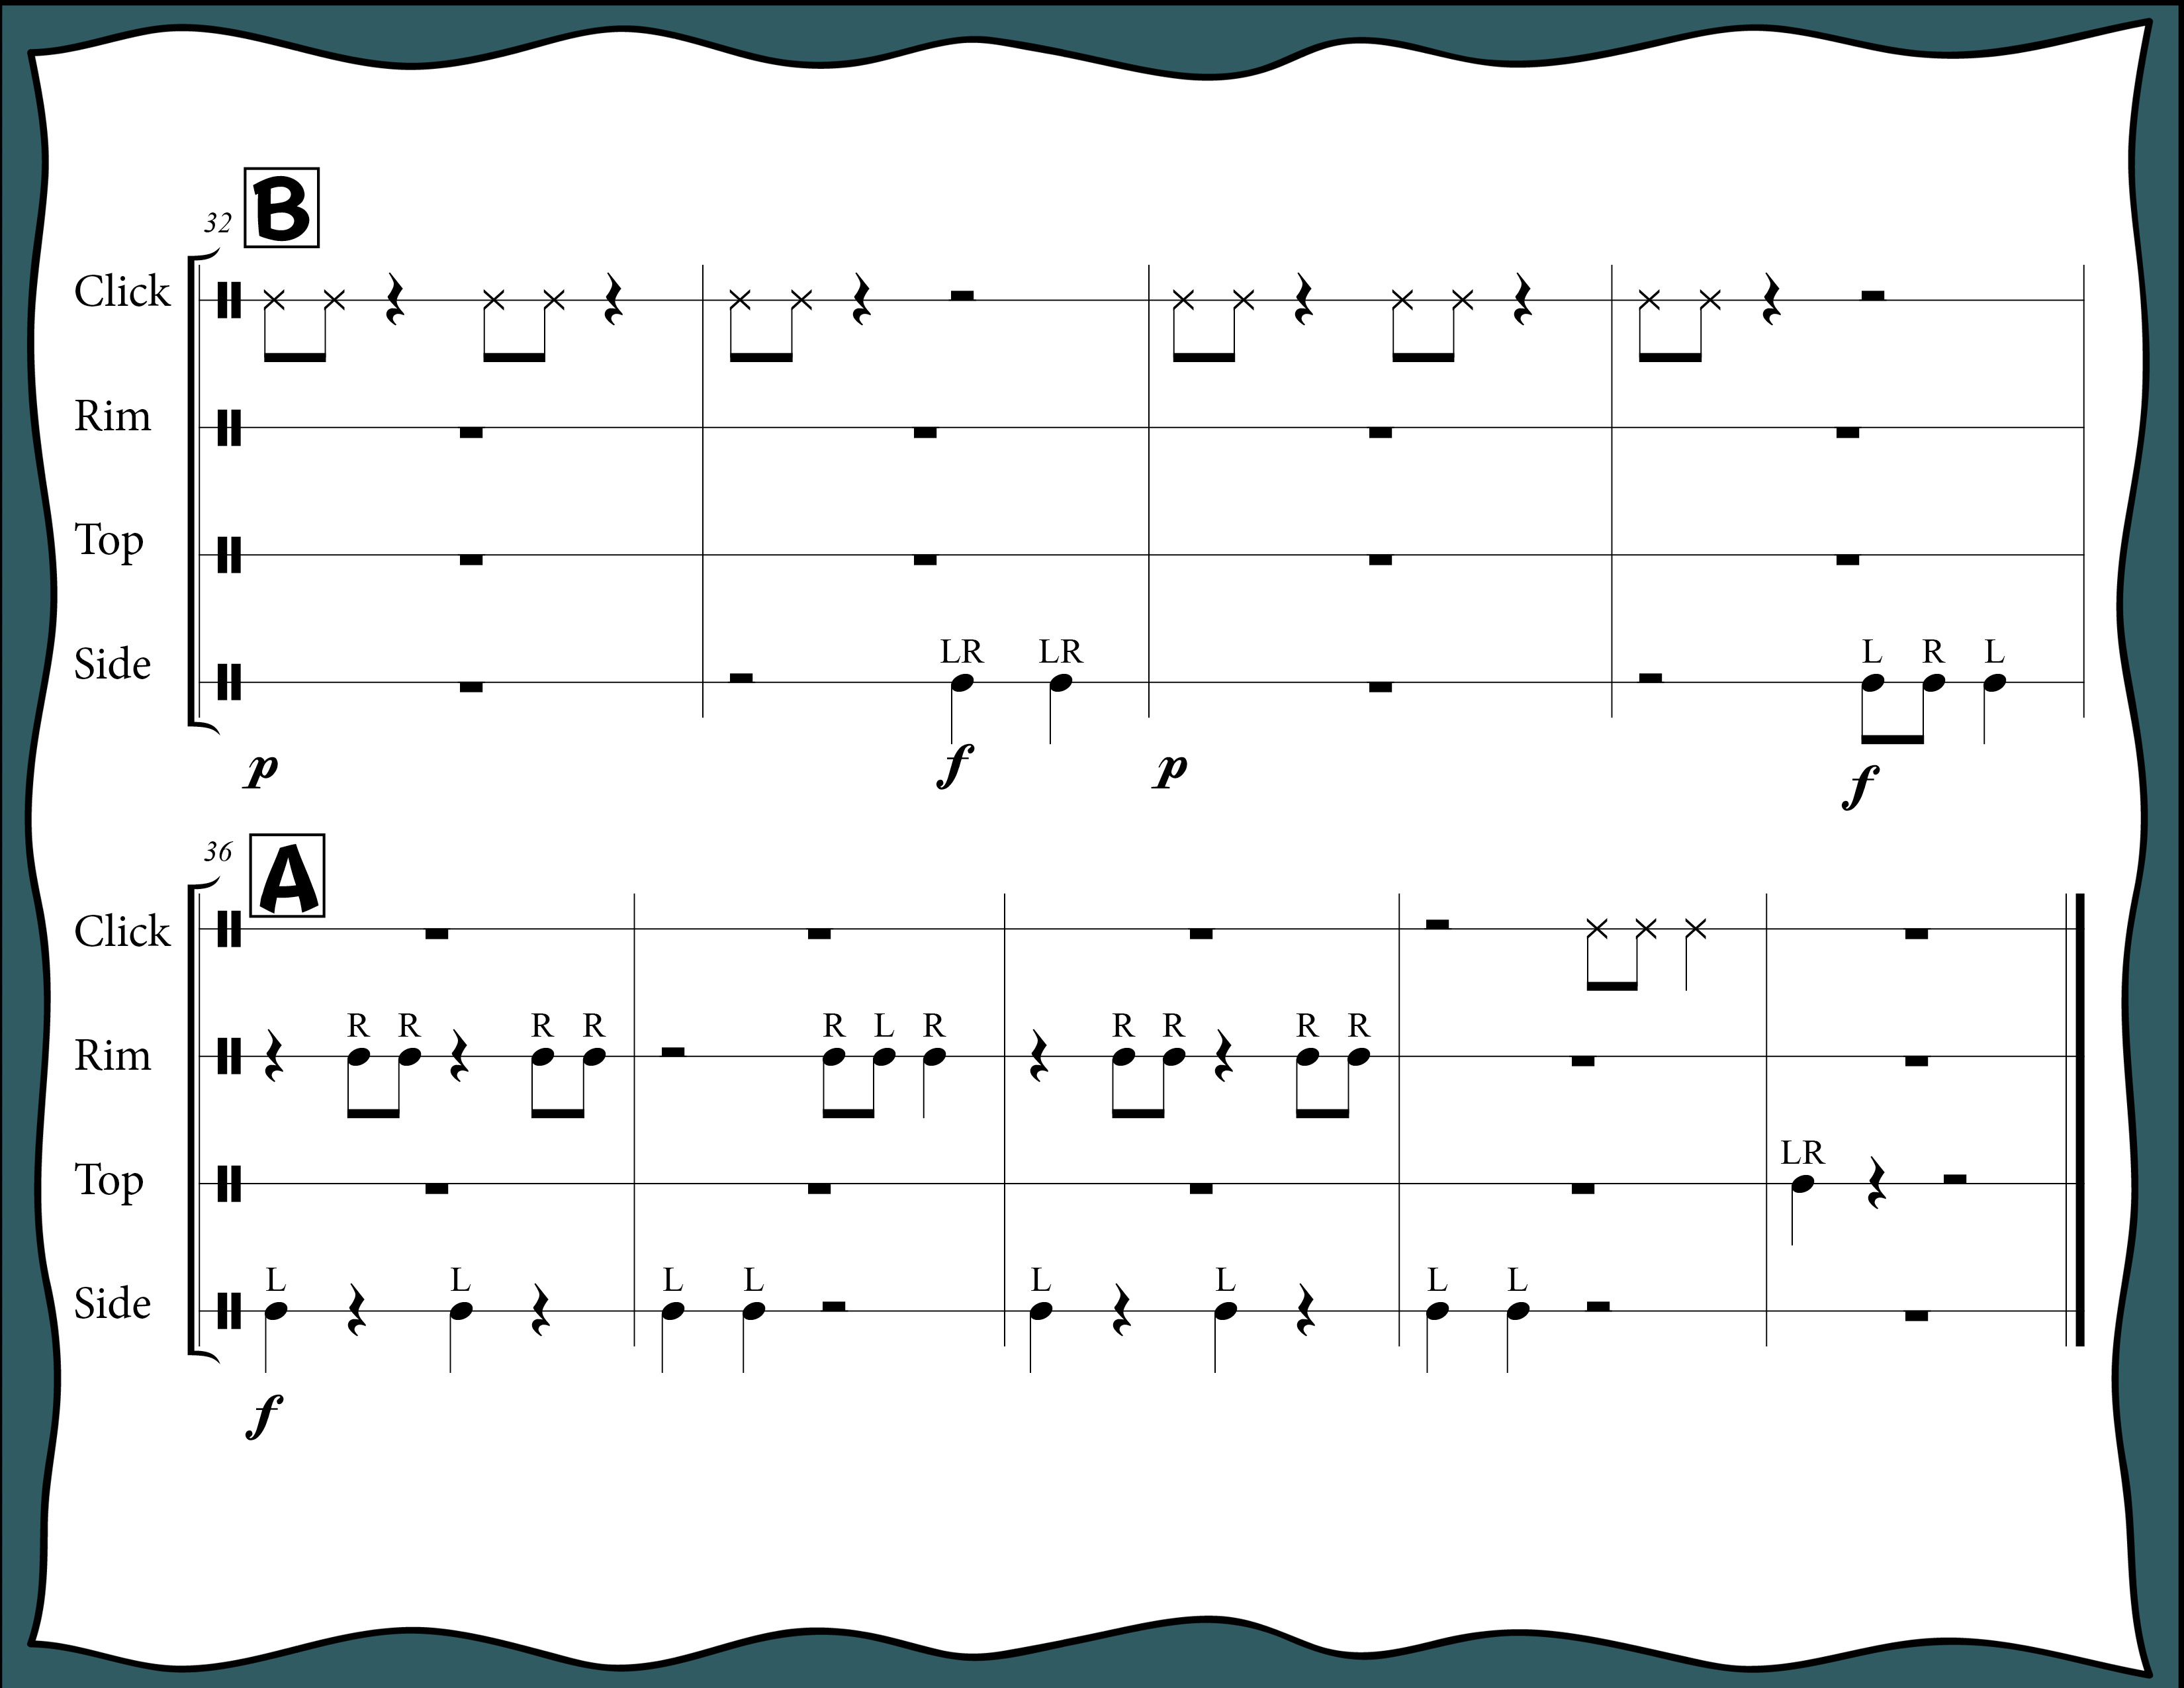 32 B
Click
Rim
Top
LR LR L R L
Side
p f p f
36 A
Click
R R R R R L R R R R R
Rim
LR
Top
L L L L L L L L
Side
f